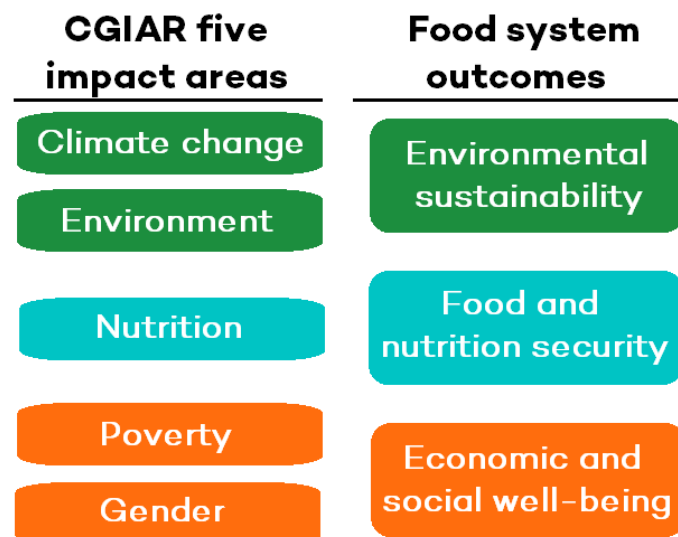 CGIAR five
impact areas
Climate change
Environment
Nutrition
Poverty
Gender
Food system
outcomes
Environmental
sustainability
Food and
nutrition security
Economic and
social well-being